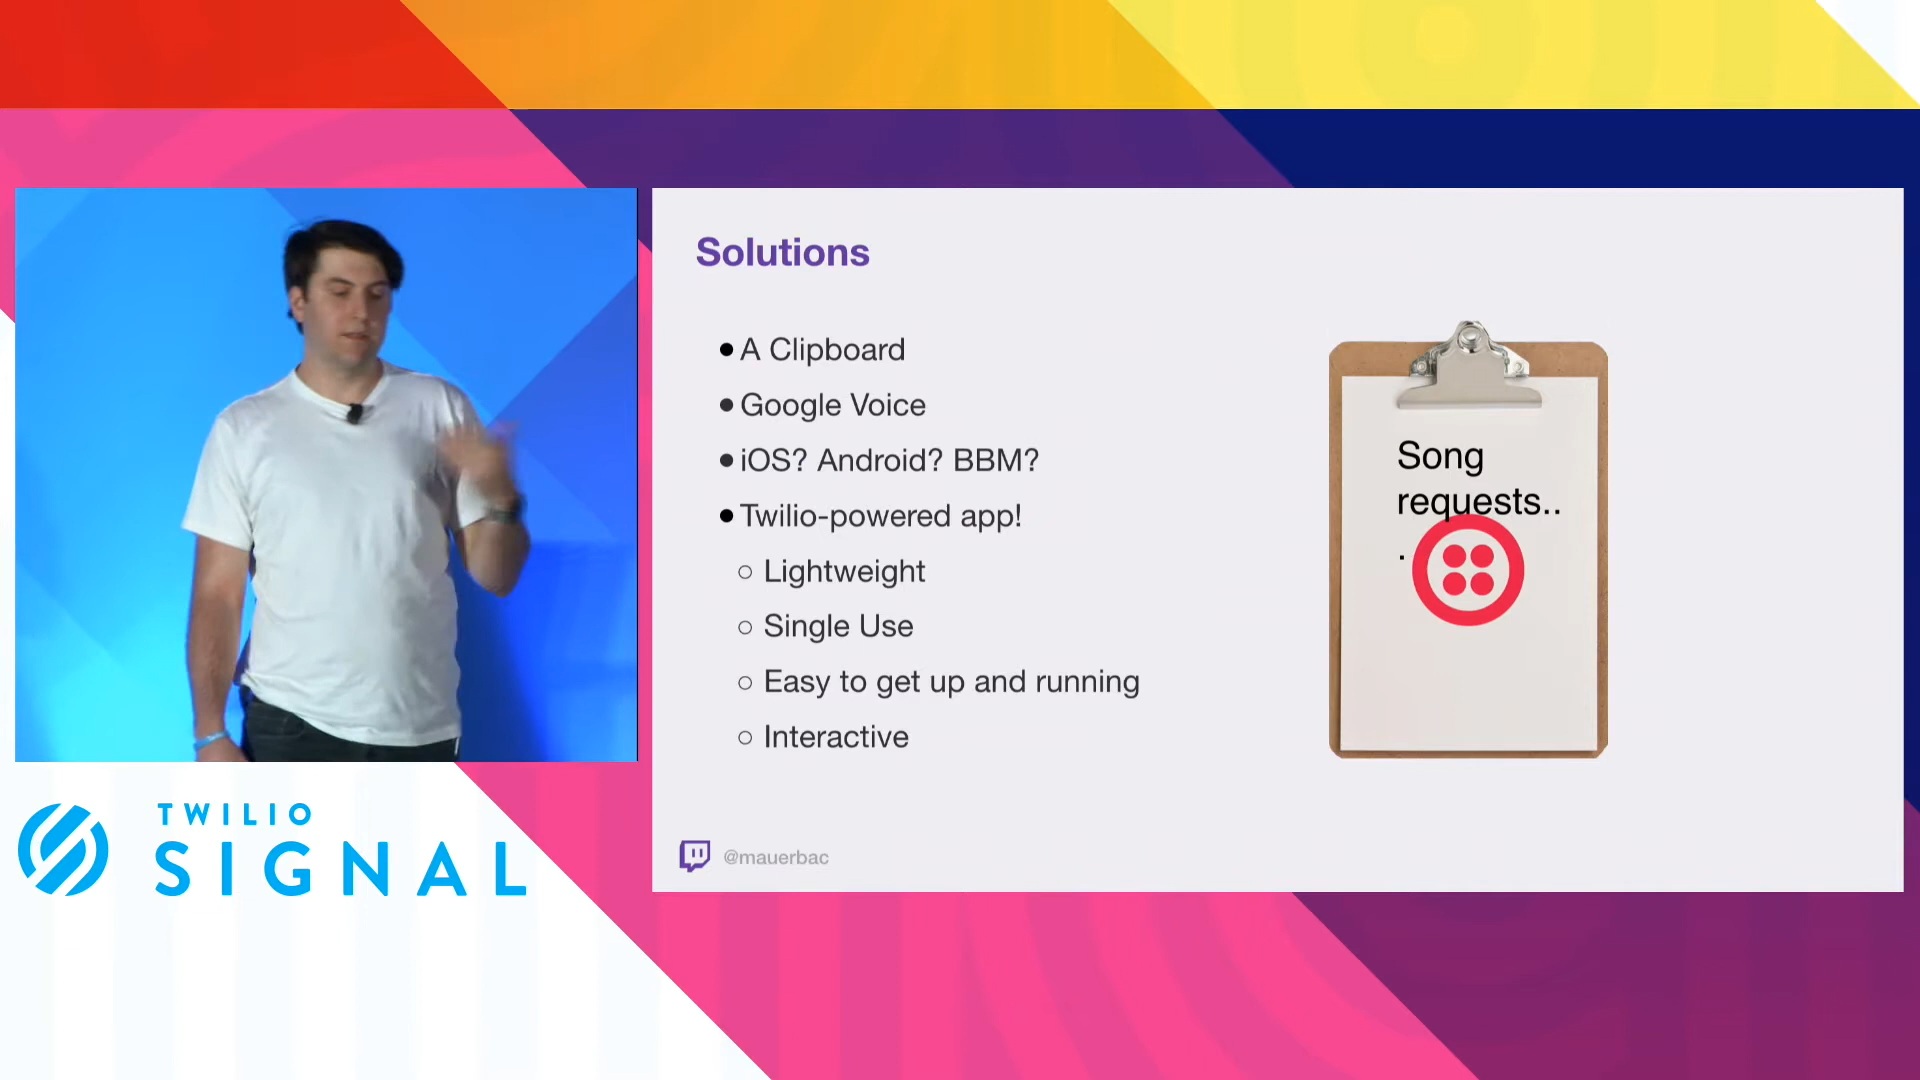 Solutions
A Clipboard
Google Voice
iOS? Android? BBM?
Twilio-powered app!
Lightweight
Single Use
Easy to get up and running
Interactive
Song
requests..
.
@mauerbac
TWILIO
SIGNAL